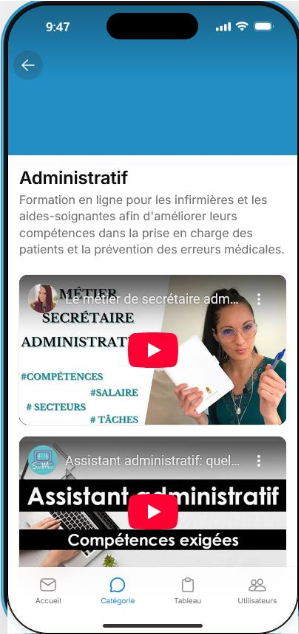 9:47
Administratif
Formation en ligne pour les infirmières et les
aides-soignantes afin d'améliorer leurs
compétences dans la prise en charge des
patients et la prévention des erreurs médicales.
Le métier de secrétaire adm...
MÉTIER
SECRÉTAIRE
ADMINISTRAT
#COMPÉTENCES
#SALAIRE
# SECTEURS
# TÂCHES
Assistant administratif: quel...
Assistant administratif
Compétences exigées
Accueil
Catégorie
Tableau
Utilisateurs